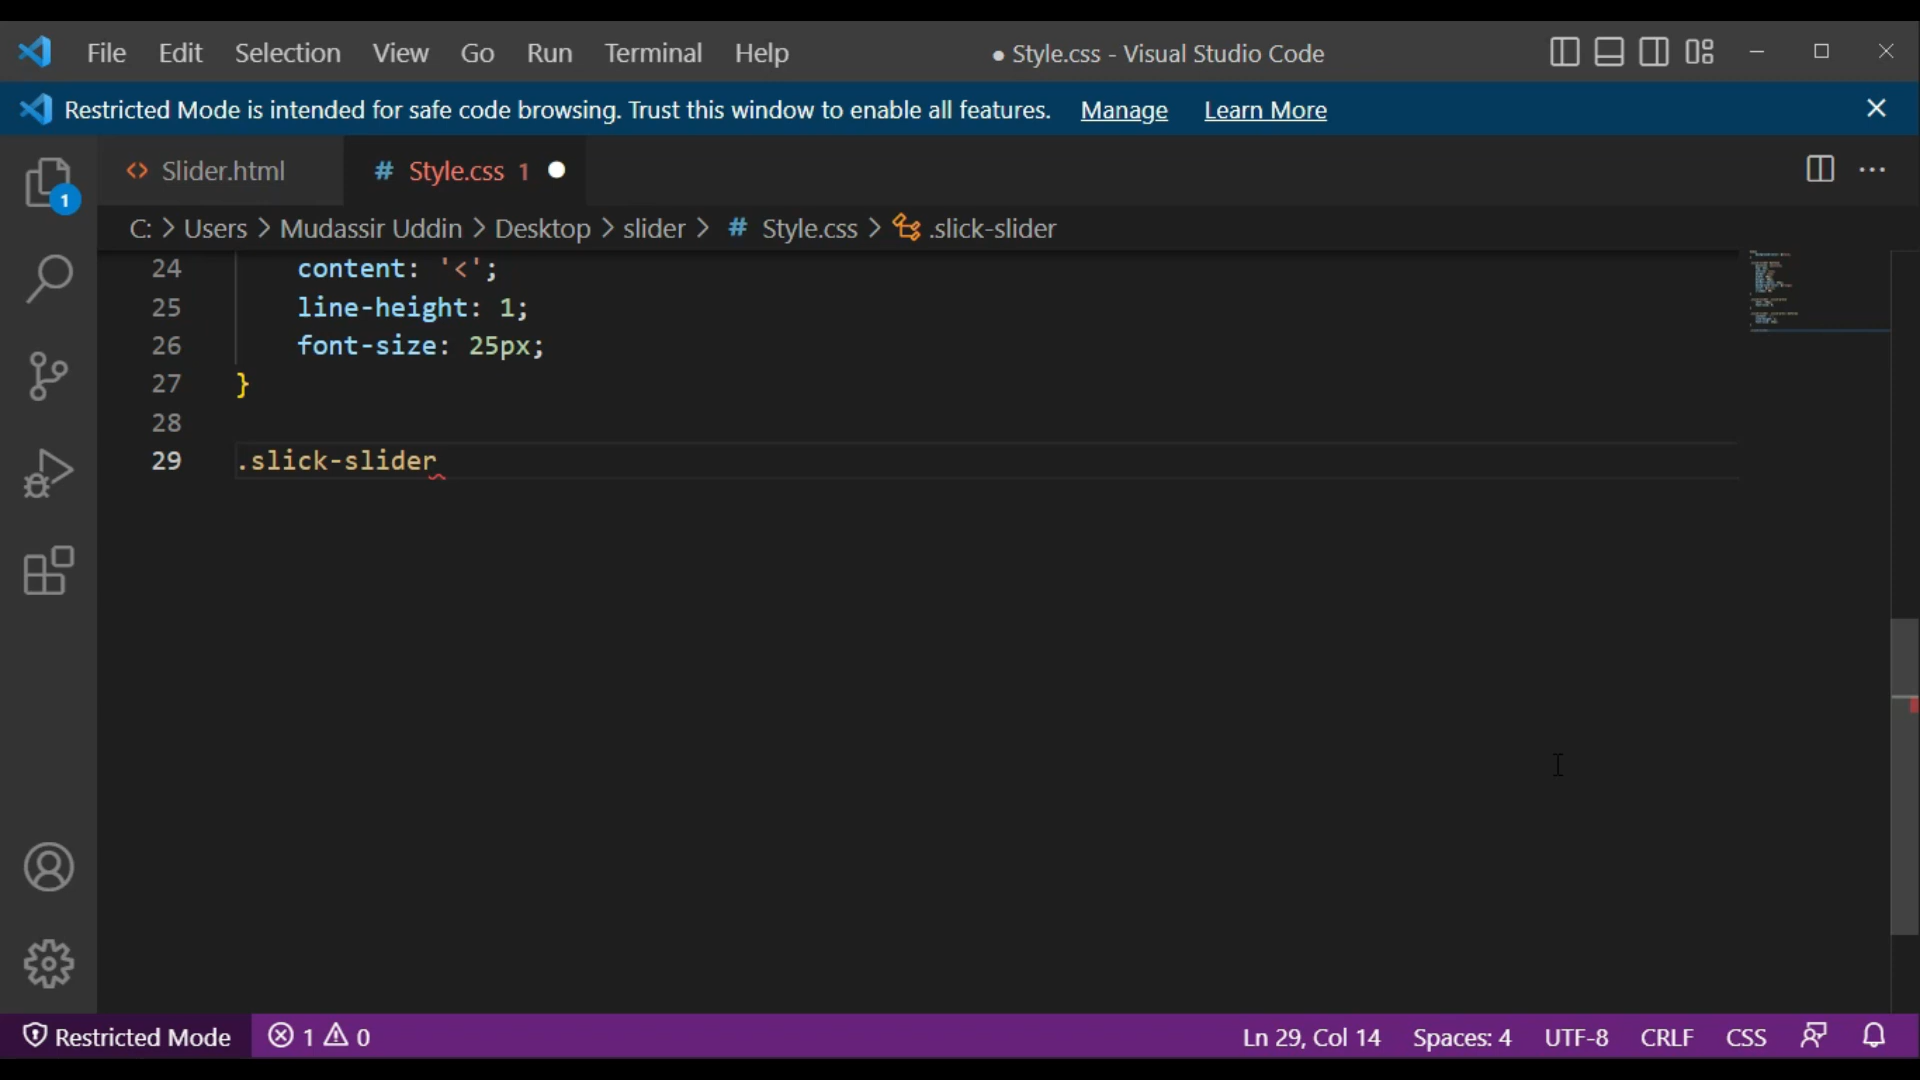 File Edit Selection View Go Run Terminal Help ● Style.css - Visual Studio Code
Restricted Mode is intended for safe code browsing. Trust this window to enable all features. Manage Learn More
Slider.html # Style.css 1
1
C: > Users > Mudassir Uddin > Desktop > slider > # Style.css > .slick-slider
24 content: '<';
25 line-height: 1;
26 font-size: 25px;
27 }
28
29 .slick-slider
Restricted Mode 1 0 Ln 29, Col 14 Spaces: 4 UTF-8 CRLF CSS